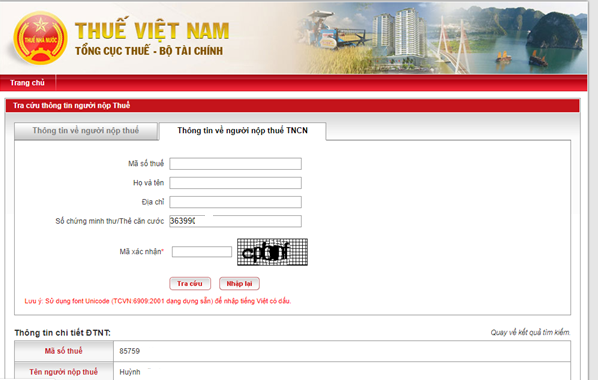 THUẾ VIỆT NAM
TỔNG CỤC THUẾ - BỘ TÀI CHÍNH
THUẾ NHÀ NƯỚC
Trang chủ
Tra cứu thông tin người nộp Thuế
Thông tin về người nộp thuế
Thông tin về người nộp thuế TNCN
Mã số thuế
Họ và tên
Địa chỉ
Số chứng minh thư/Thẻ căn cước
36399
Mã xác nhận*
Tra cứu
Nhập lại
Lưu ý: Sử dụng font Unicode (TCVN:6909:2001 dạng dựng sẵn) để nhập tiếng Việt có dấu.
Thông tin chi tiết ĐTNT:
Quay về kết quả tìm kiếm.
Mã số thuế
85759
Tên người nộp thuế
Huỳnh